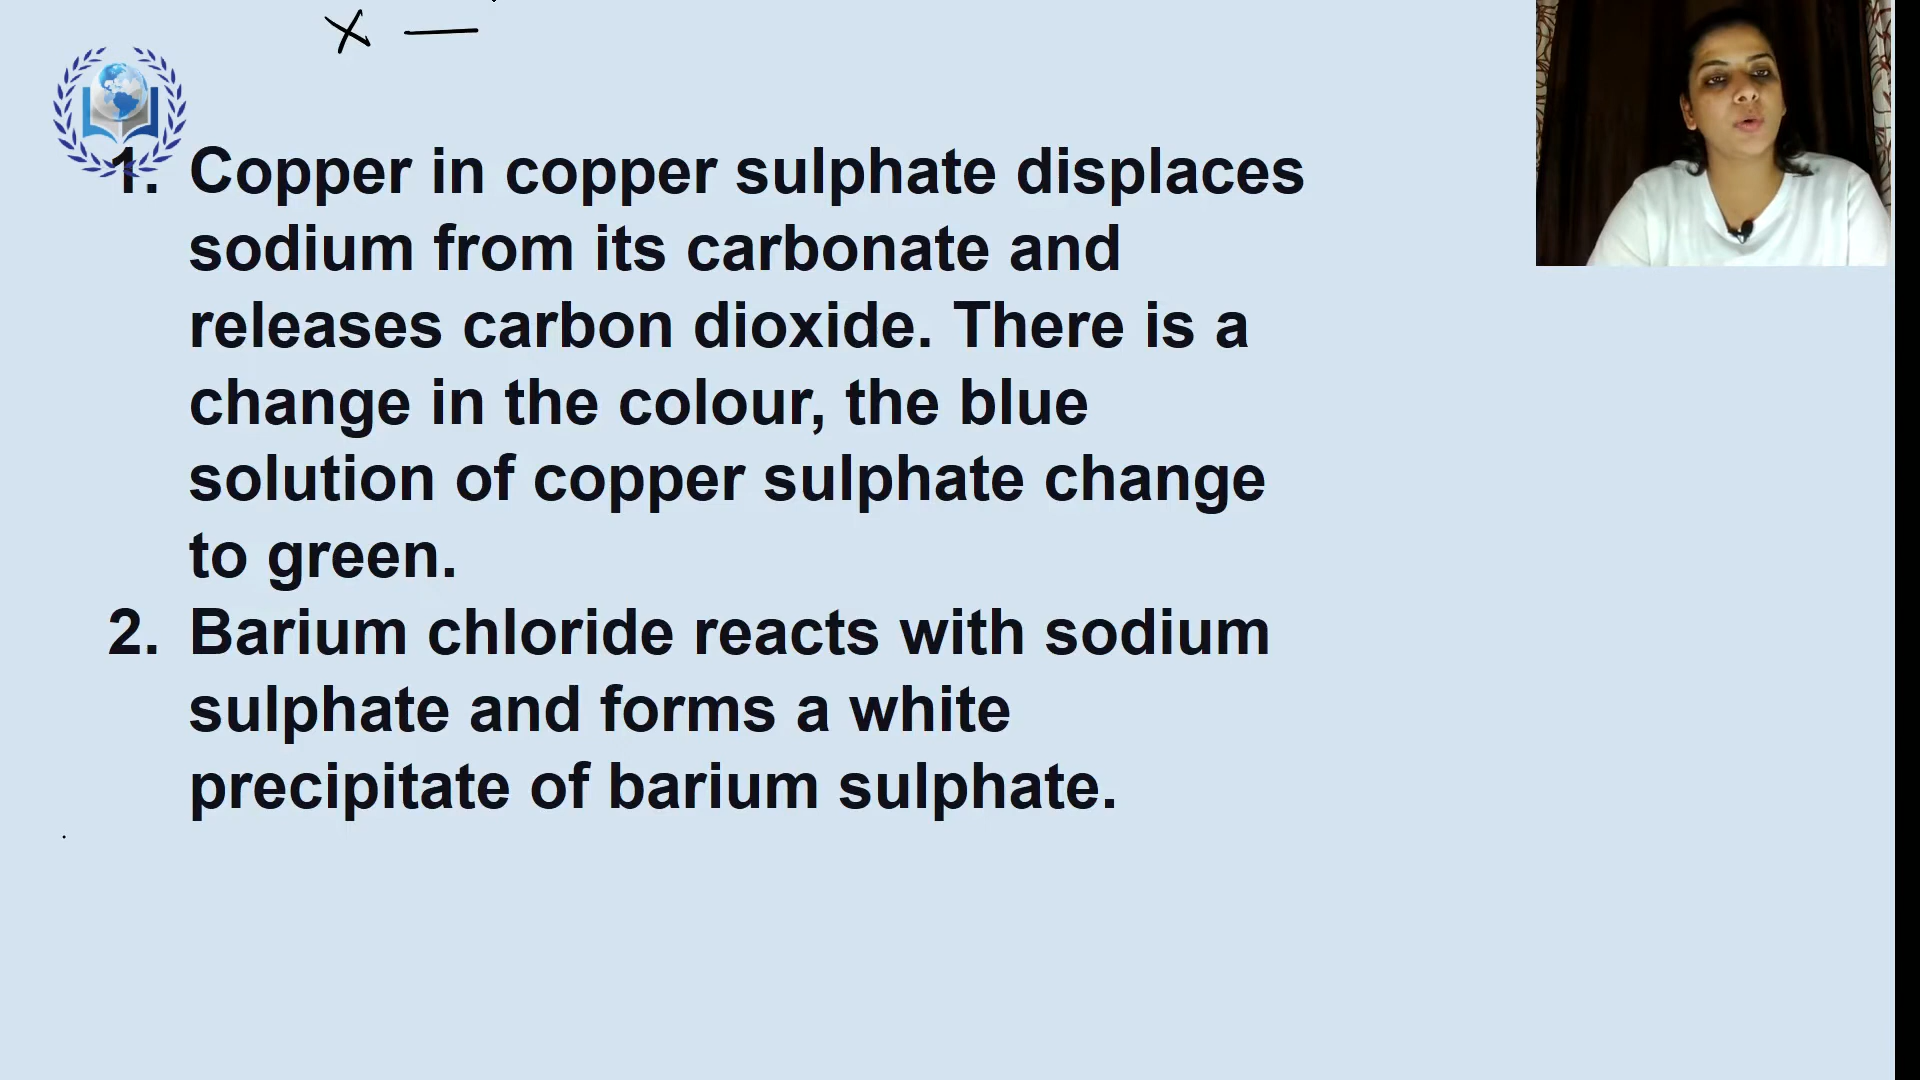 × —
1. Copper in copper sulphate displaces
sodium from its carbonate and
releases carbon dioxide. There is a
change in the colour, the blue
solution of copper sulphate change
to green.
2. Barium chloride reacts with sodium
sulphate and forms a white
precipitate of barium sulphate.